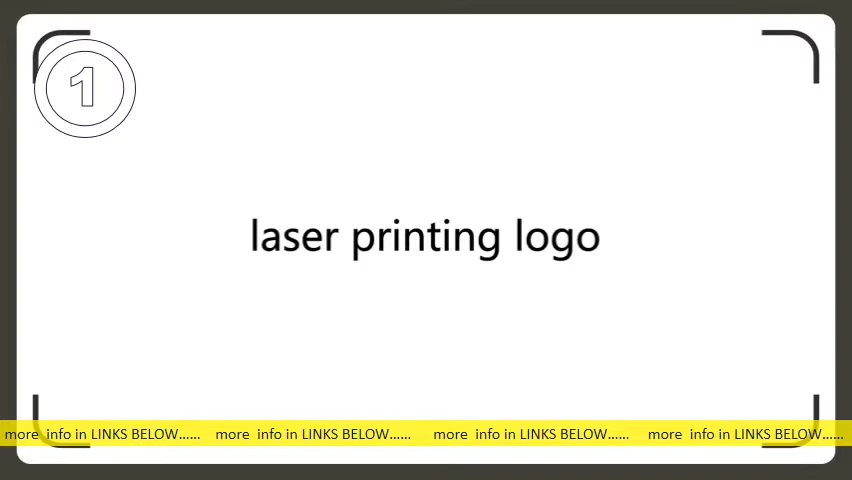 1
laser printing logo
more  info in LINKS BELOW...... more  info in LINKS BELOW...... more  info in LINKS BELOW...... more  info in LINKS BELOW......